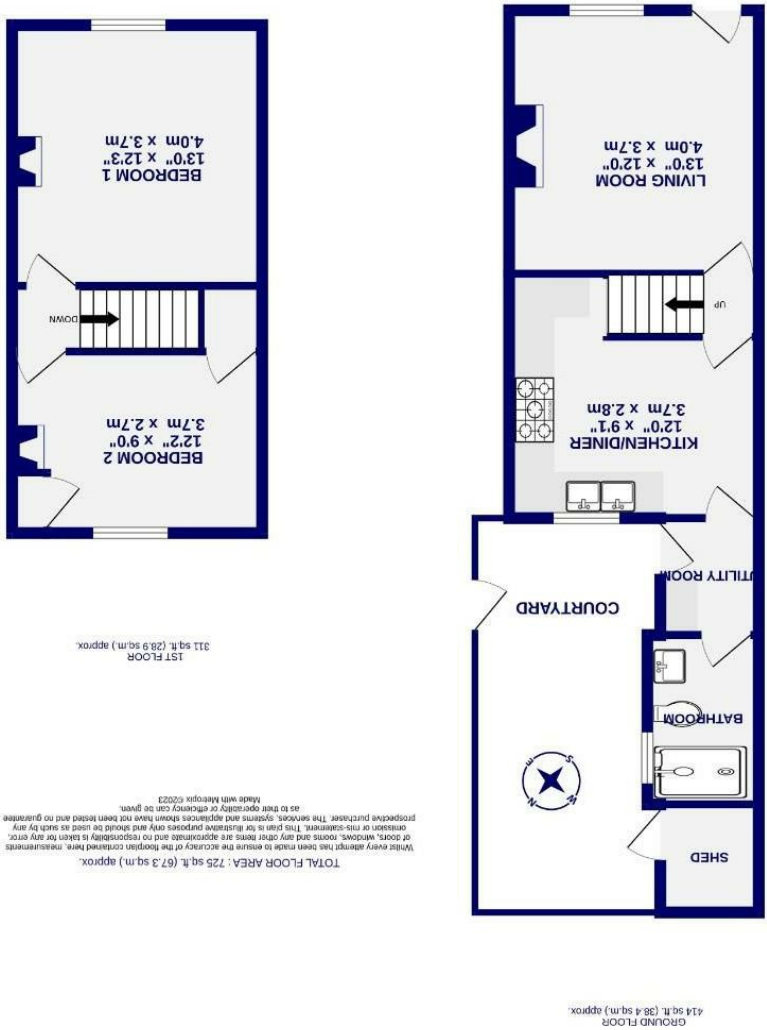 GROUND FLOOR
414 sq.ft. (38.4 sq.m.) approx.
SHED
W
N
S
E
BATHROOM
COURTYARD
UTILITY ROOM
KITCHEN/DINER
12'0" x 9'1"
3.7m x 2.8m
UP
LIVING ROOM
13'0" x 12'0"
4.0m x 3.7m
1ST FLOOR
311 sq.ft. (28.9 sq.m.) approx.
BEDROOM 2
12'2" x 9'0"
3.7m x 2.7m
DOWN
BEDROOM 1
13'0" x 12'3"
4.0m x 3.7m
TOTAL FLOOR AREA : 725 sq.ft. (67.3 sq.m.) approx.
Whilst every attempt has been made to ensure the accuracy of the floorplan contained here, measurements
of doors, windows, rooms and any other items are approximate and no responsibility is taken for any error,
omission or mis-statement. This plan is for illustrative purposes only and should be used as such by any
prospective purchaser. The services, systems and appliances shown have not been tested and no guarantee
as to their operability or efficiency can be given.
Made with Metropix ©2023